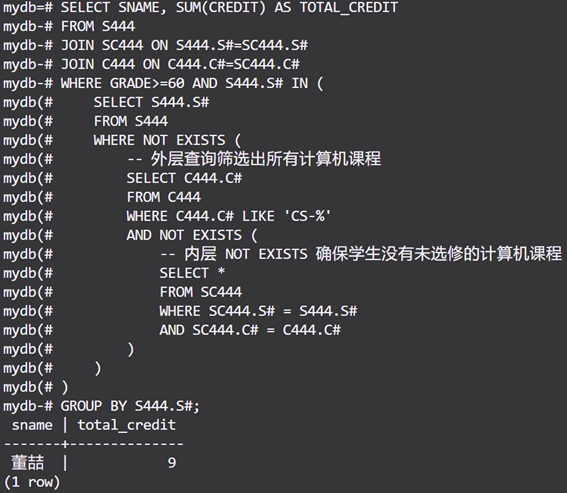 mydb=# SELECT SNAME, SUM(CREDIT) AS TOTAL_CREDIT
mydb-# FROM S444
mydb-# JOIN SC444 ON S444.S#=SC444.S#
mydb-# JOIN C444 ON C444.C#=SC444.C#
mydb-# WHERE GRADE>=60 AND S444.S# IN (
mydb(#     SELECT S444.S#
mydb(#     FROM S444
mydb(#     WHERE NOT EXISTS (
mydb(#         -- 外层查询筛选出所有计算机课程
mydb(#         SELECT C444.C#
mydb(#         FROM C444
mydb(#         WHERE C444.C# LIKE 'CS-%'
mydb(#         AND NOT EXISTS (
mydb(#             -- 内层 NOT EXISTS 确保学生没有未选修的计算机课程
mydb(#             SELECT *
mydb(#             FROM SC444
mydb(#             WHERE SC444.S# = S444.S#
mydb(#             AND SC444.C# = C444.C#
mydb(#         )
mydb(#     )
mydb(# )
mydb-# GROUP BY S444.S#;
 sname | total_credit
-------+--------------
 董喆  |            9
(1 row)